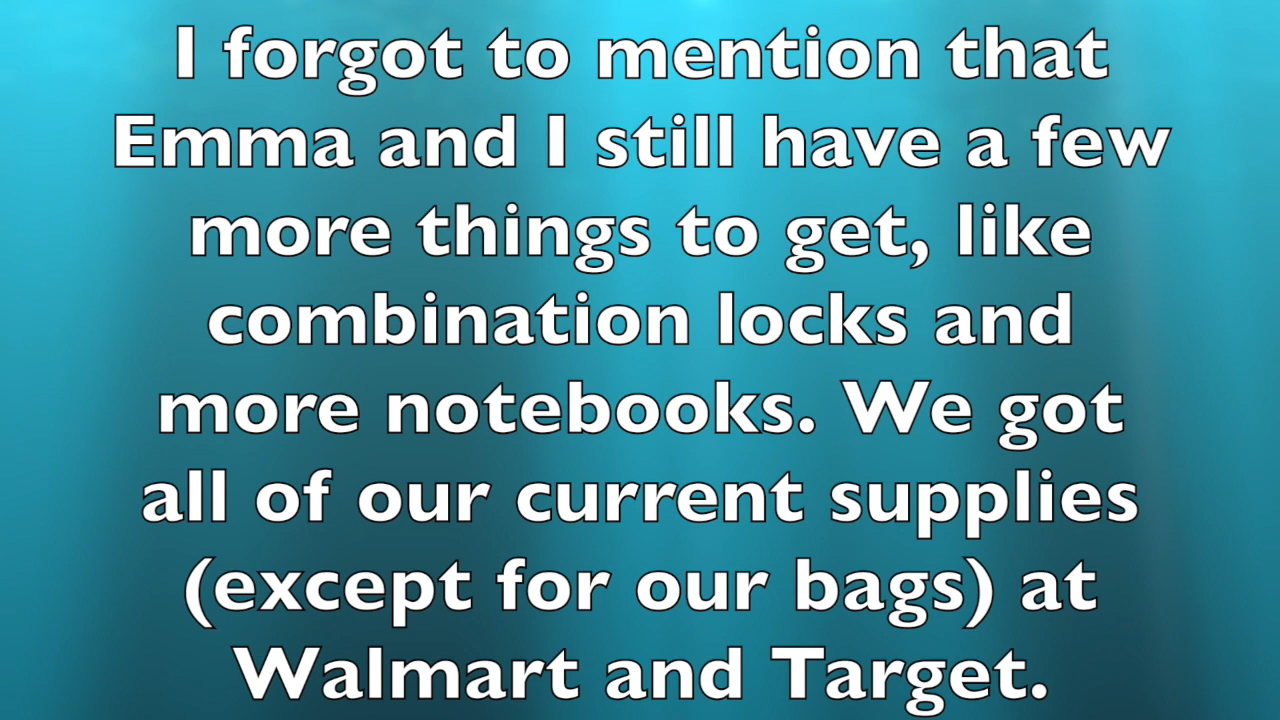 I forgot to mention that
Emma and I still have a few
more things to get, like
combination locks and
more notebooks. We got
all of our current supplies
(except for our bags) at
Walmart and Target.